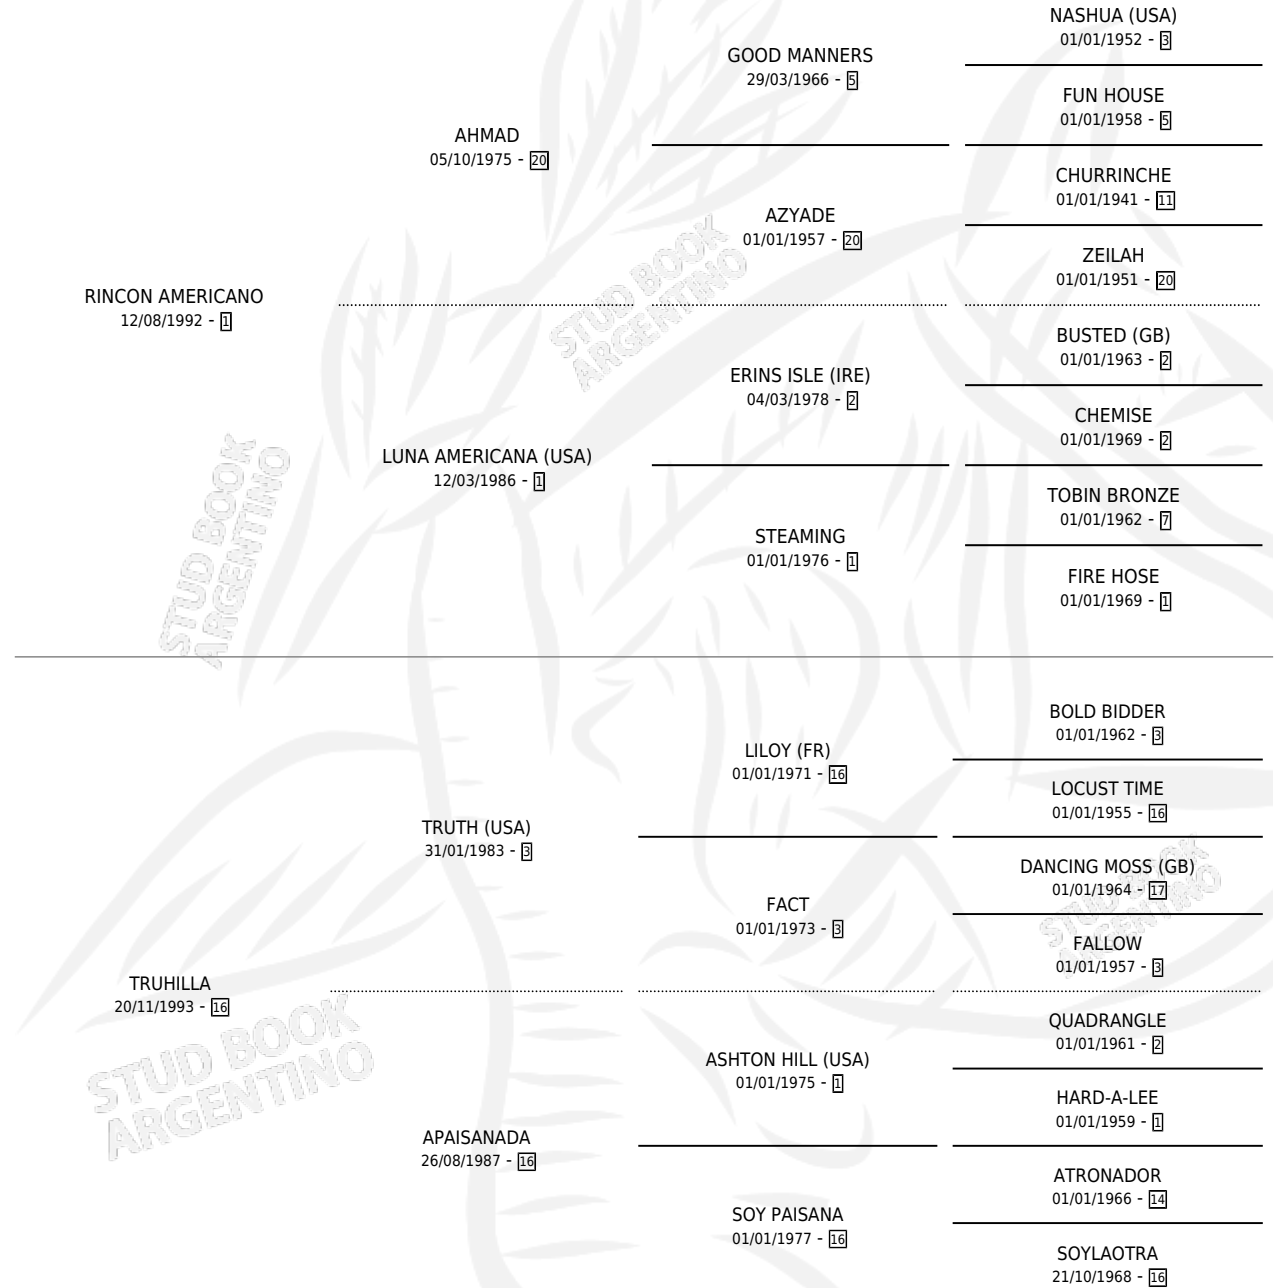 NASHUA (USA)
01/01/1952 - 3
GOOD MANNERS
29/03/1966 - 5
FUN HOUSE
01/01/1958 - 5
AHMAD
05/10/1975 - 20
CHURRINCHE
01/01/1941 - 11
AZYADE
01/01/1957 - 20
ZEILAH
01/01/1951 - 20
RINCON AMERICANO
12/08/1992 - 1
BUSTED (GB)
01/01/1963 - 2
ERINS ISLE (IRE)
04/03/1978 - 2
CHEMISE
01/01/1969 - 2
LUNA AMERICANA (USA)
12/03/1986 - 1
TOBIN BRONZE
01/01/1962 - 7
STEAMING
01/01/1976 - 1
FIRE HOSE
01/01/1969 - 1
BOLD BIDDER
01/01/1962 - 3
LILOY (FR)
01/01/1971 - 16
LOCUST TIME
01/01/1955 - 16
TRUTH (USA)
31/01/1983 - 3
DANCING MOSS (GB)
01/01/1964 - 17
FACT
01/01/1973 - 3
FALLOW
01/01/1957 - 3
TRUHILLA
20/11/1993 - 16
QUADRANGLE
01/01/1961 - 2
ASHTON HILL (USA)
01/01/1975 - 1
HARD-A-LEE
01/01/1959 - 1
APAISANADA
26/08/1987 - 16
ATRONADOR
01/01/1966 - 14
SOY PAISANA
01/01/1977 - 16
SOYLAOTRA
21/10/1968 - 16
STUD BOOK
ARGENTINO
STUD BOOK
ARGENTINO
STUD BOOK
ARGENTINO
STUD BOOK
ARGENTINO